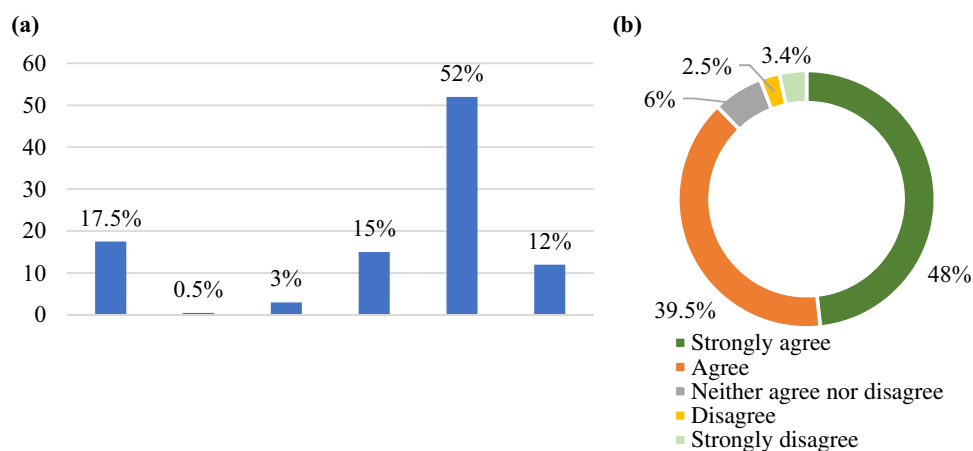 (a)
60
50
40
30
20
10
0
17.5%
0.5%
3%
15%
52%
12%
(b)
3.4%
2.5%
6%
39.5%
48%
Strongly agree
Agree
Neither agree nor disagree
Disagree
Strongly disagree